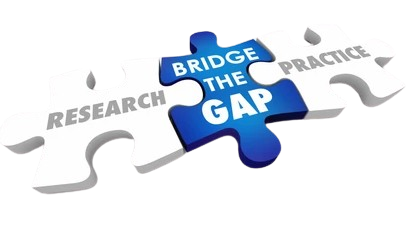 RESEARCH
BRIDGE
THE
GAP
PRACTICE